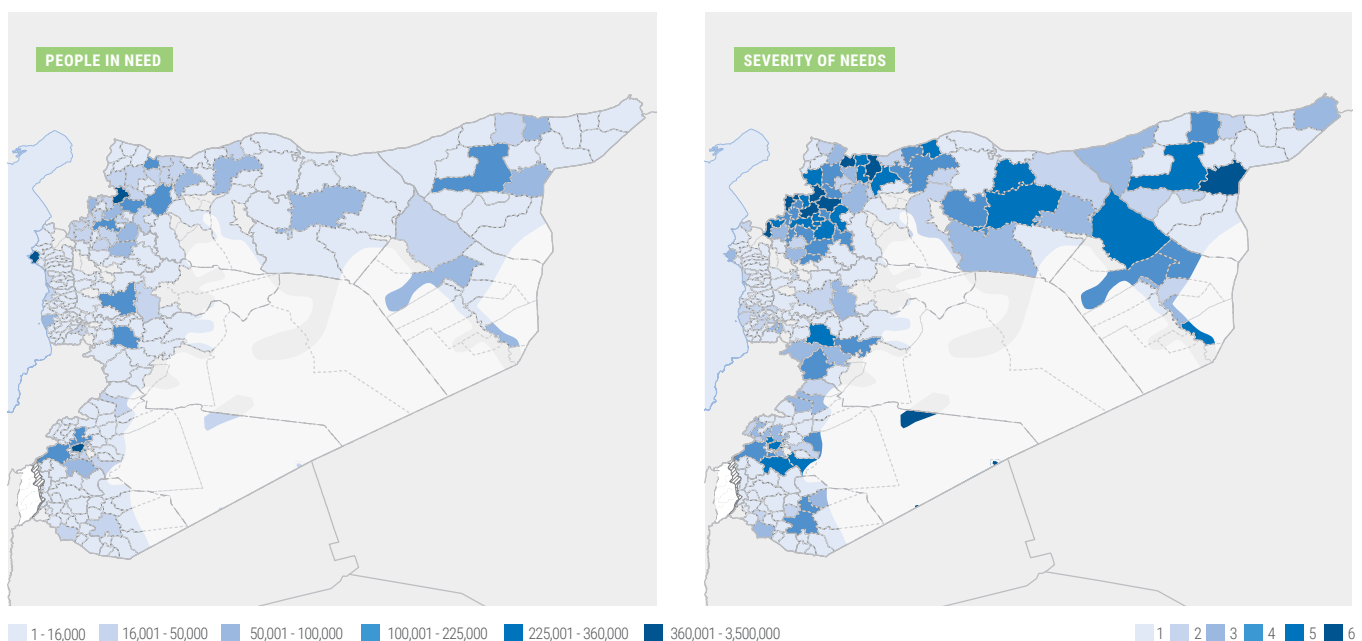 PEOPLE IN NEED
SEVERITY OF NEEDS
1 - 16,000 16,001 - 50,000 50,001 - 100,000 100,001 - 225,000 225,001 - 360,000 360,001 - 3,500,000
1 2 3 4 5 6